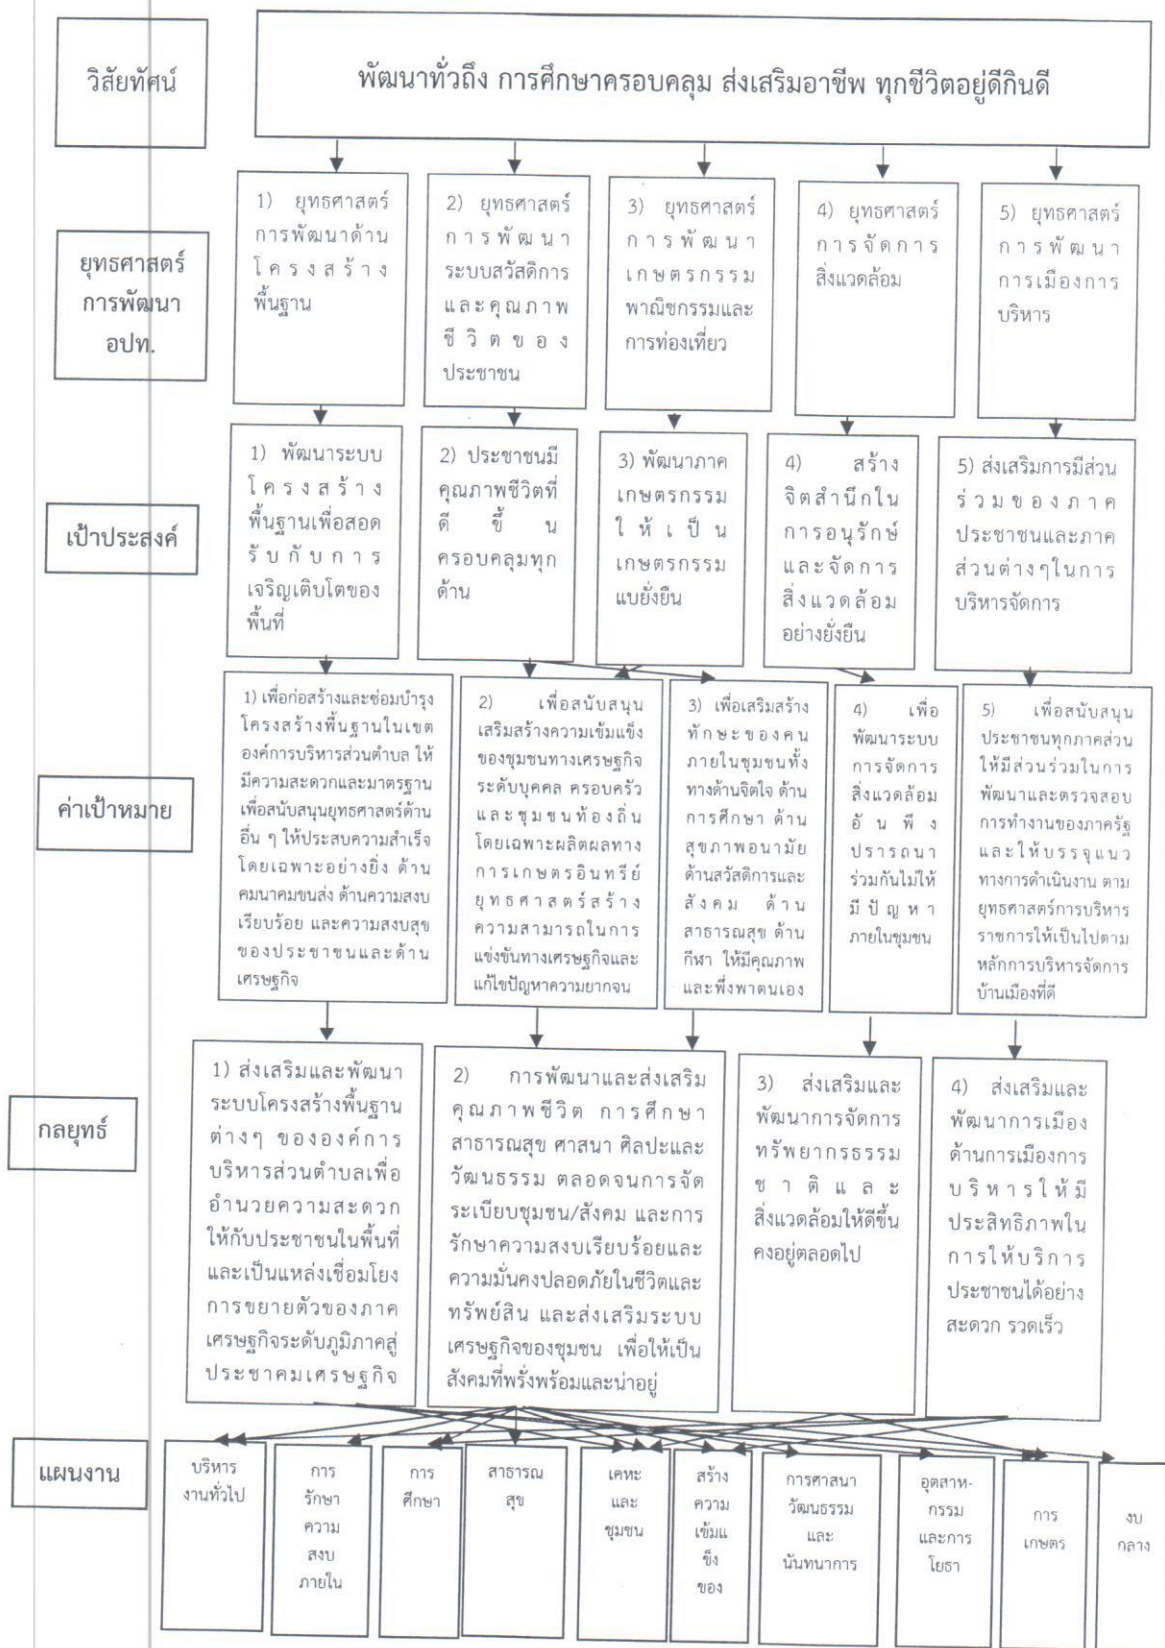 วิสัยทัศน์
พัฒนาทั่วถึง การศึกษาครอบคลุม ส่งเสริมอาชีพ ทุกชีวิตอยู่ดีกินดี
ยุทธศาสตร์
การพัฒนา
อปท.
1) ยุทธศาสตร์
การพัฒนาด้าน
โครงสร้าง
พื้นฐาน
2) ยุทธศาสตร์
การพัฒนา
ระบบสวัสดิการ
และคุณภาพ
ชีวิตของ
ประชาชน
3) ยุทธศาสตร์
การพัฒนา
เกษตรกรรม
พาณิชกรรมและ
การท่องเที่ยว
4) ยุทธศาสตร์
การจัดการ
สิ่งแวดล้อม
5) ยุทธศาสตร์
การพัฒนา
การเมืองการ
บริหาร
เป้าประสงค์
1) พัฒนาระบบ
โครงสร้าง
พื้นฐานเพื่อสอด
รับกับการ
เจริญเติบโตของ
พื้นที่
2) ประชาชนมี
คุณภาพชีวิตที่
ดีขึ้น
ครอบคลุมทุก
ด้าน
3) พัฒนาภาค
เกษตรกรรม
ให้เป็น
เกษตรกรรม
แบยั่งยืน
4) สร้าง
จิตสำนึกใน
การอนุรักษ์
และจัดการ
สิ่งแวดล้อม
อย่างยั่งยืน
5) ส่งเสริมการมีส่วน
ร่วมของภาค
ประชาชนและภาค
ส่วนต่างๆในการ
บริหารจัดการ
ค่าเป้าหมาย
1) เพื่อก่อสร้างและซ่อมบำรุง
โครงสร้างพื้นฐานในเขต
องค์การบริหารส่วนตำบล ให้
มีความสะดวกและมาตรฐาน
เพื่อสนับสนุนยุทธศาสตร์ด้าน
อื่น ๆ ให้ประสบความสำเร็จ
โดยเฉพาะอย่างยิ่ง ด้าน
คมนาคมขนส่ง ด้านความสงบ
เรียบร้อย และความสงบสุข
ของประชาชนและด้าน
เศรษฐกิจ
2) เพื่อสนับสนุน
เสริมสร้างความเข้มแข็ง
ของชุมชนทางเศรษฐกิจ
ระดับบุคคล ครอบครัว
และชุมชนท้องถิ่น
โดยเฉพาะผลิตผลทาง
การเกษตรอินทรีย์
ยุทธศาสตร์สร้าง
ความสามารถในการ
แข่งขันทางเศรษฐกิจและ
แก้ไขปัญหาความยากจน
3) เพื่อเสริมสร้าง
ทักษะของคน
ภายในชุมชนทั้ง
ทางด้านจิตใจ ด้าน
การศึกษา ด้าน
สุขภาพอนามัย
ด้านสวัสดิการและ
สังคม ด้าน
สาธารณสุข ด้าน
กีฬา ให้มีคุณภาพ
และพึ่งพาตนเอง
4) เพื่อ
พัฒนาระบบ
การจัดการ
สิ่งแวดล้อม
อันพึง
ปรารถนา
ร่วมกันไม่ให้
มีปัญหา
ภายในชุมชน
5) เพื่อสนับสนุน
ประชาชนทุกภาคส่วน
ให้มีส่วนร่วมในการ
พัฒนาและตรวจสอบ
การทำงานของภาครัฐ
และให้บรรจุแนว
ทางการดำเนินงาน ตาม
ยุทธศาสตร์การบริหาร
ราชการให้เป็นไปตาม
หลักการบริหารจัดการ
บ้านเมืองที่ดี
กลยุทธ์
1) ส่งเสริมและพัฒนา
ระบบโครงสร้างพื้นฐาน
ต่างๆ ขององค์การ
บริหารส่วนตำบลเพื่อ
อำนวยความสะดวก
ให้กับประชาชนในพื้นที่
และเป็นแหล่งเชื่อมโยง
การขยายตัวของภาค
เศรษฐกิจระดับภูมิภาคสู่
ประชาคมเศรษฐกิจ
2) การพัฒนาและส่งเสริม
คุณภาพชีวิต การศึกษา
สาธารณสุข ศาสนา ศิลปะและ
วัฒนธรรม ตลอดจนการจัด
ระเบียบชุมชน/สังคม และการ
รักษาความสงบเรียบร้อยและ
ความมั่นคงปลอดภัยในชีวิตและ
ทรัพย์สิน และส่งเสริมระบบ
เศรษฐกิจของชุมชน เพื่อให้เป็น
สังคมที่พรั่งพร้อมและน่าอยู่
3) ส่งเสริมและ
พัฒนาการจัดการ
ทรัพยากรธรรม
ชาติและ
สิ่งแวดล้อมให้ดีขึ้น
คงอยู่ตลอดไป
4) ส่งเสริมและ
พัฒนาการเมือง
ด้านการเมืองการ
บริหารให้มี
ประสิทธิภาพใน
การให้บริการ
ประชาชนได้อย่าง
สะดวก รวดเร็ว
แผนงาน
บริหาร
งานทั่วไป
การ
รักษา
ความ
สงบ
ภายใน
การ
ศึกษา
สาธารณ
สุข
เคหะ
และ
ชุมชน
สร้าง
ความ
เข้มแ
ข็ง
ของ
การศาสนา
วัฒนธรรม
และ
นันทนาการ
อุตสาห-
กรรม
และการ
โยธา
การ
เกษตร
งบ
กลาง